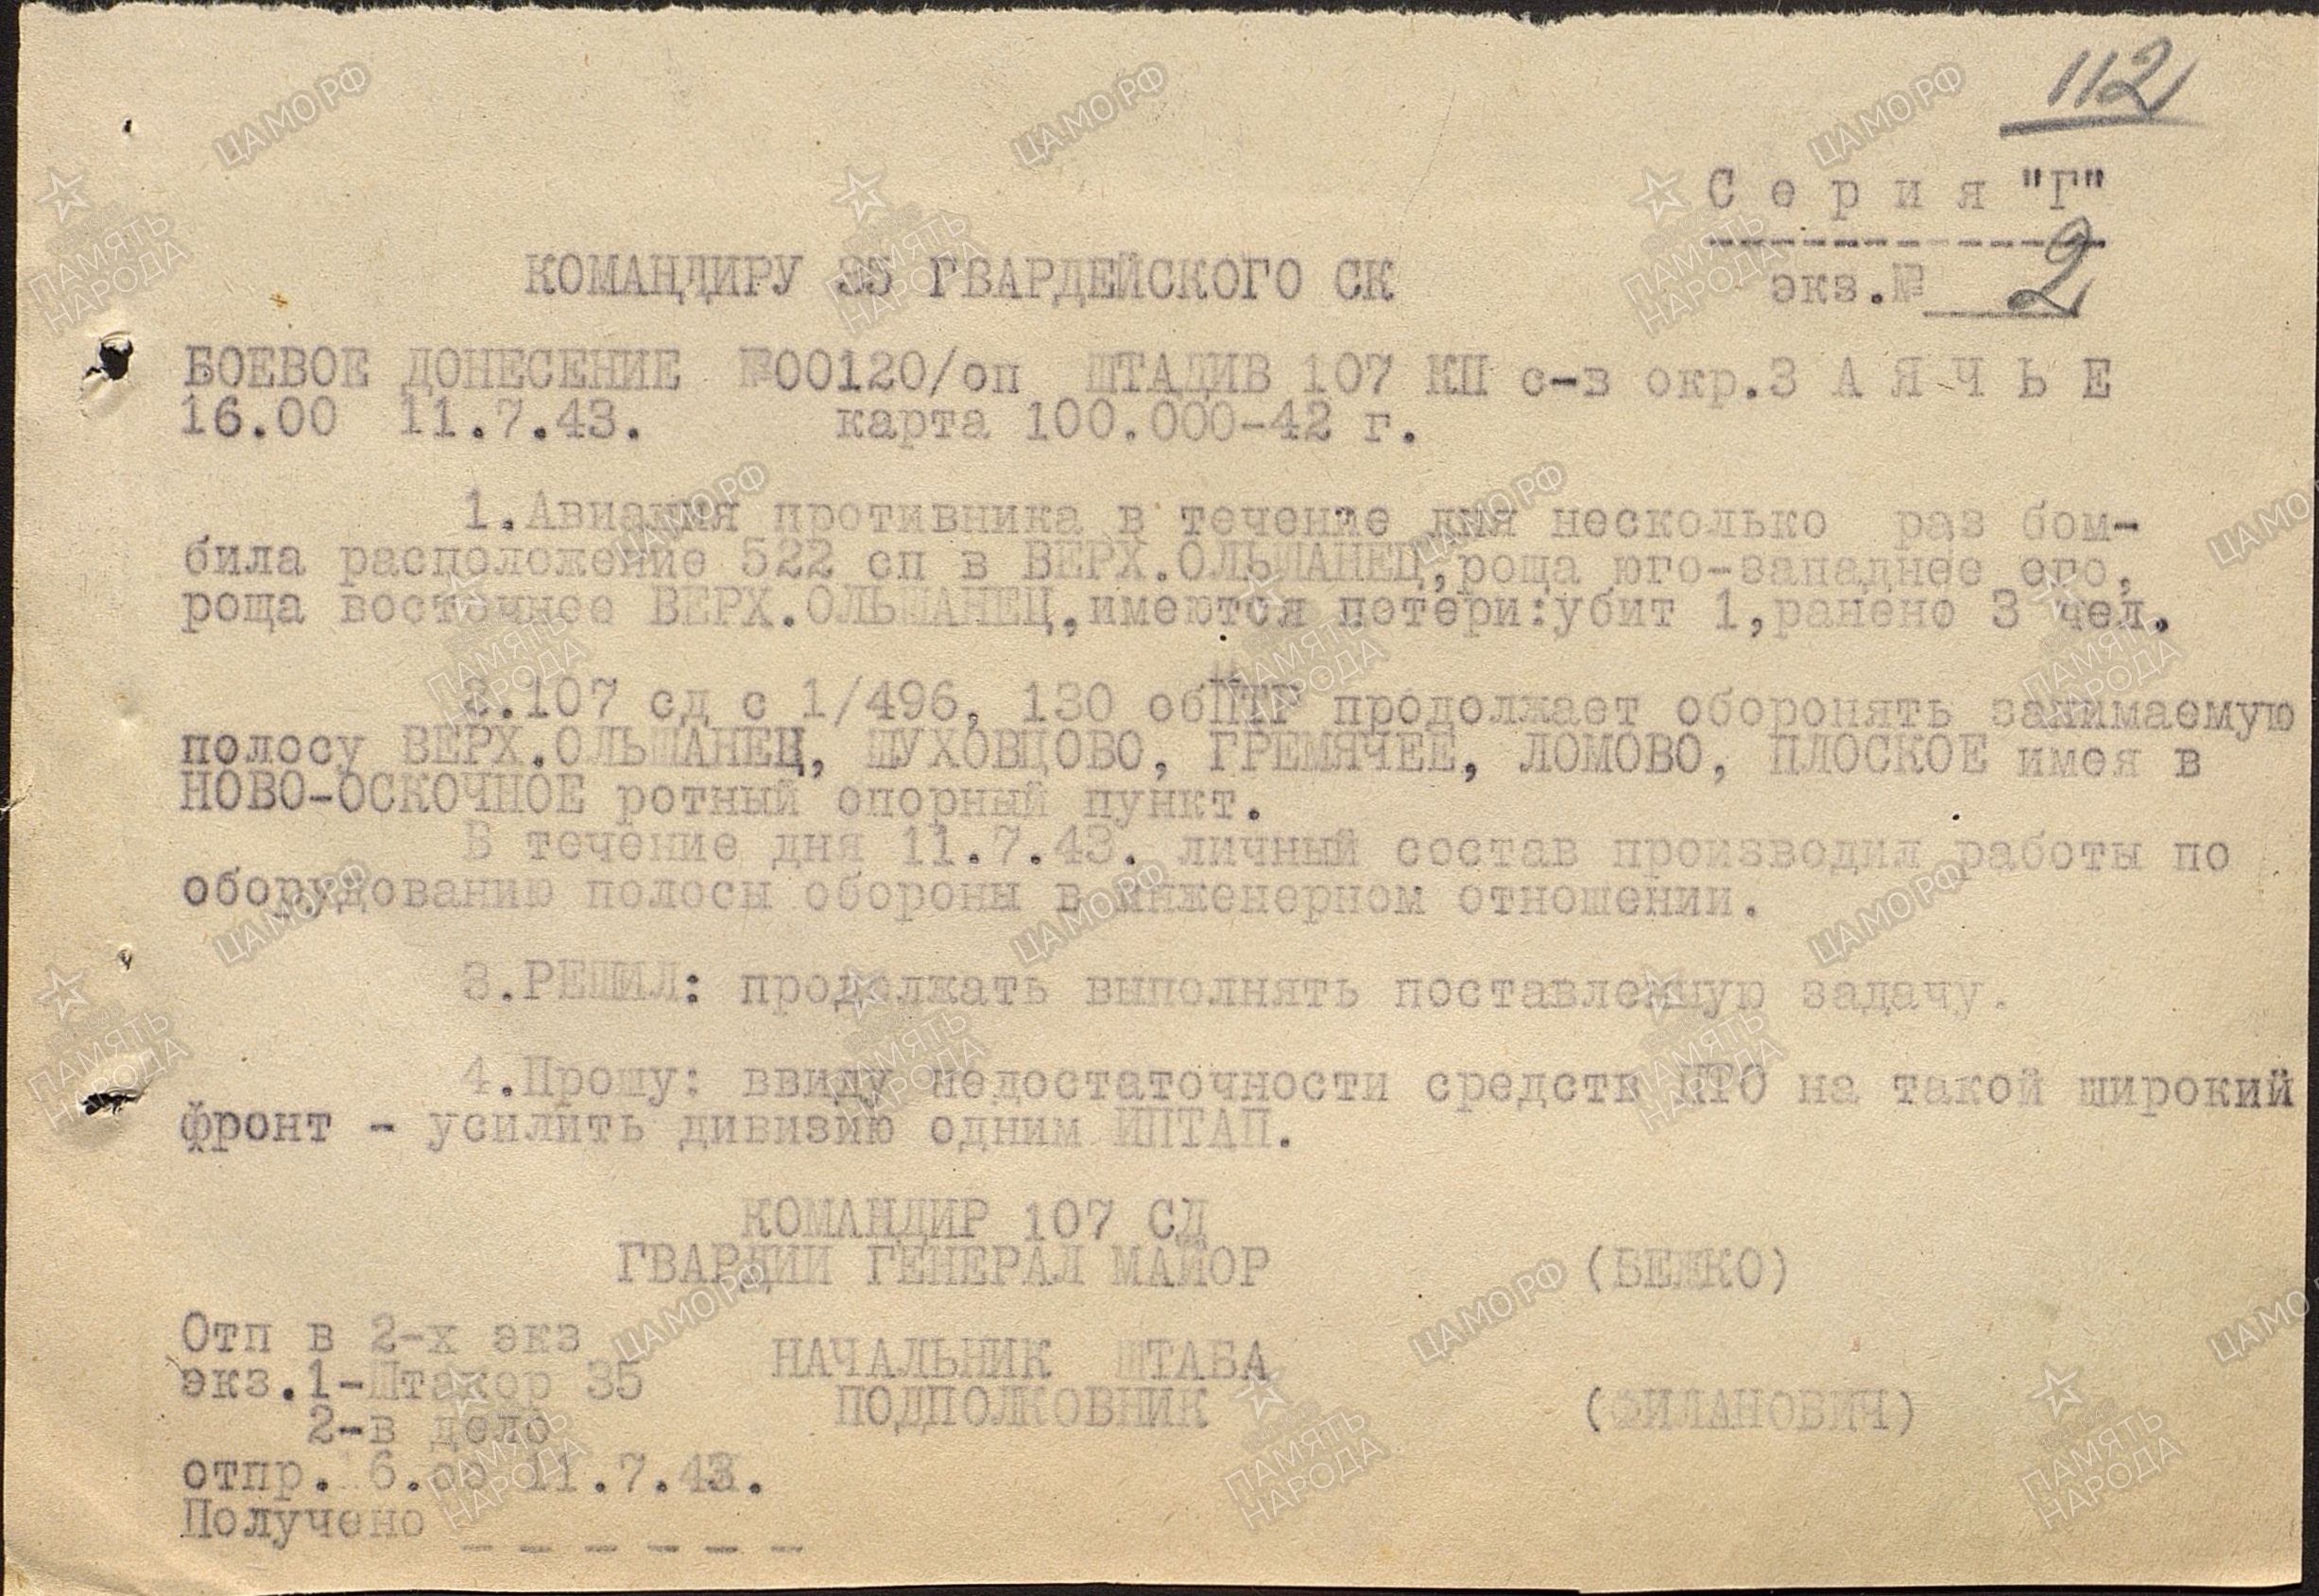 112
С е р и я "Г"
КОМАНДИРУ 35 ГВАРДЕЙСКОГО СК
экз.№ 2
БОЕВОЕ ДОНЕСЕНИЕ №00120/оп ШТАДИВ 107 КП с-в окр.З А Я Ч Ь Е
16.00 11.7.43. карта 100.000-42 г.
1.Авиация противника в течение дня несколько раз бом-
била расположение 522 сп в ВЕРХ.ОЛЬШАНЕЦ,роща юго-западнее его,
роща восточнее ВЕРХ.ОЛЬШАНЕЦ,имеются потери:убит 1,ранено 3 чел.
2.107 сд с 1/496, 130 обПТР продолжает оборонять занимаемую
полосу ВЕРХ.ОЛЬШАНЕЦ, ШУХОВЦОВО, ГРЕМЯЧЕЕ, ЛОМОВО, ПЛОСКОЕ имея в
НОВО-ОСКОЧНОЕ ротный опорный пункт.
В течение дня 11.7.43. личный состав производил работы по
оборудованию полосы обороны в инженерном отношении.
3.РЕШИЛ: продолжать выполнять поставленную задачу.
4.Прошу: ввиду недостаточности средств ПТО на такой широкий
фронт - усилить дивизию одним ИПТАП.
КОМАНДИР 107 СД
ГВАРДИИ ГЕНЕРАЛ МАЙОР (БЕЖКО)
Отп в 2-х экз
НАЧАЛЬНИК ШТАБА
экз.1-Штакор 35
ПОДПОЛКОВНИК (ФИЛАНОВИЧ)
2-в дело
отпр. 16.00 11.7.43.
Получено
ЦАМО.РФ
ПАМЯТЬ НАРОДА